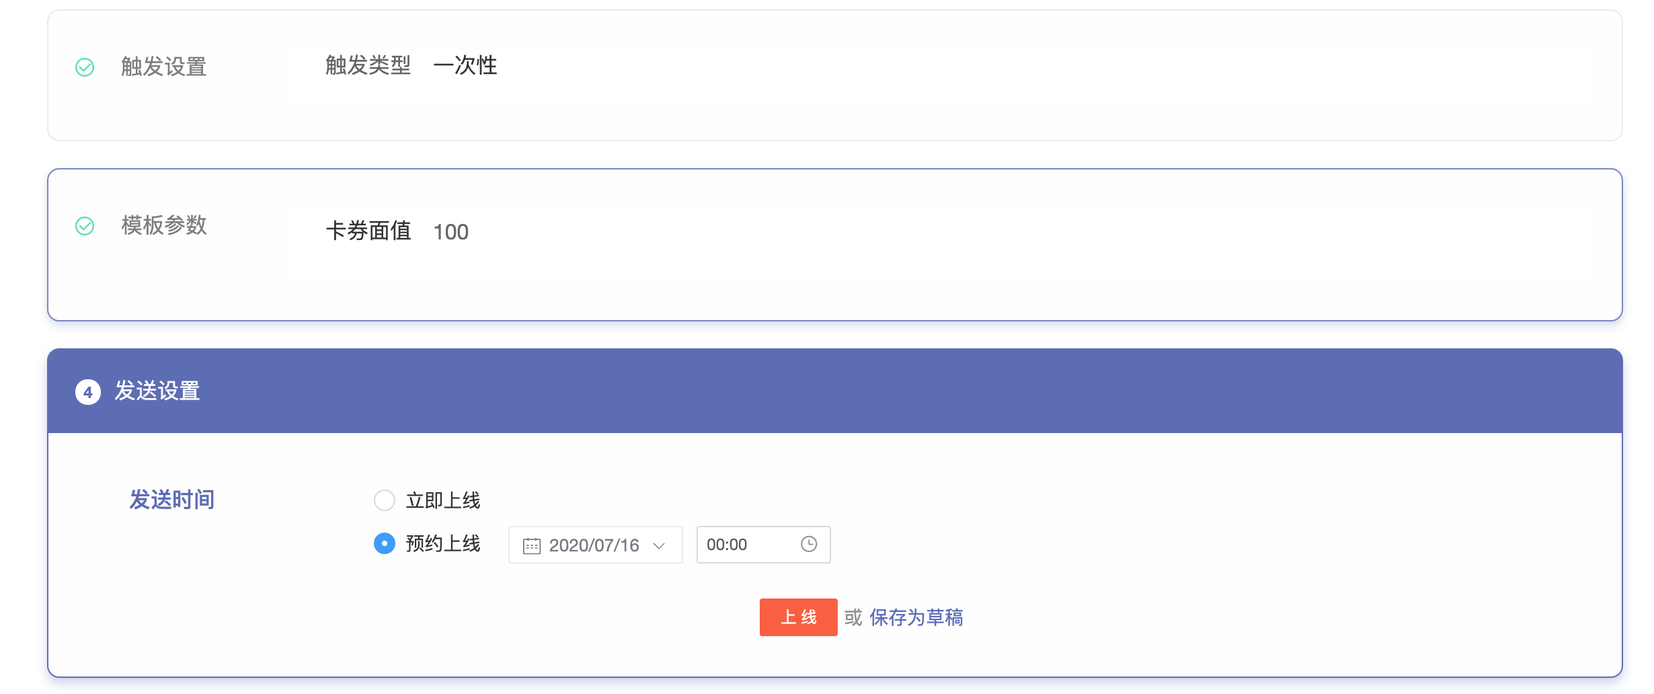 触发设置 触发类型 一次性
模板参数 卡券面值 100
4 发送设置
发送时间 立即上线
预约上线 2020/07/16 00:00
上线 或 保存为草稿